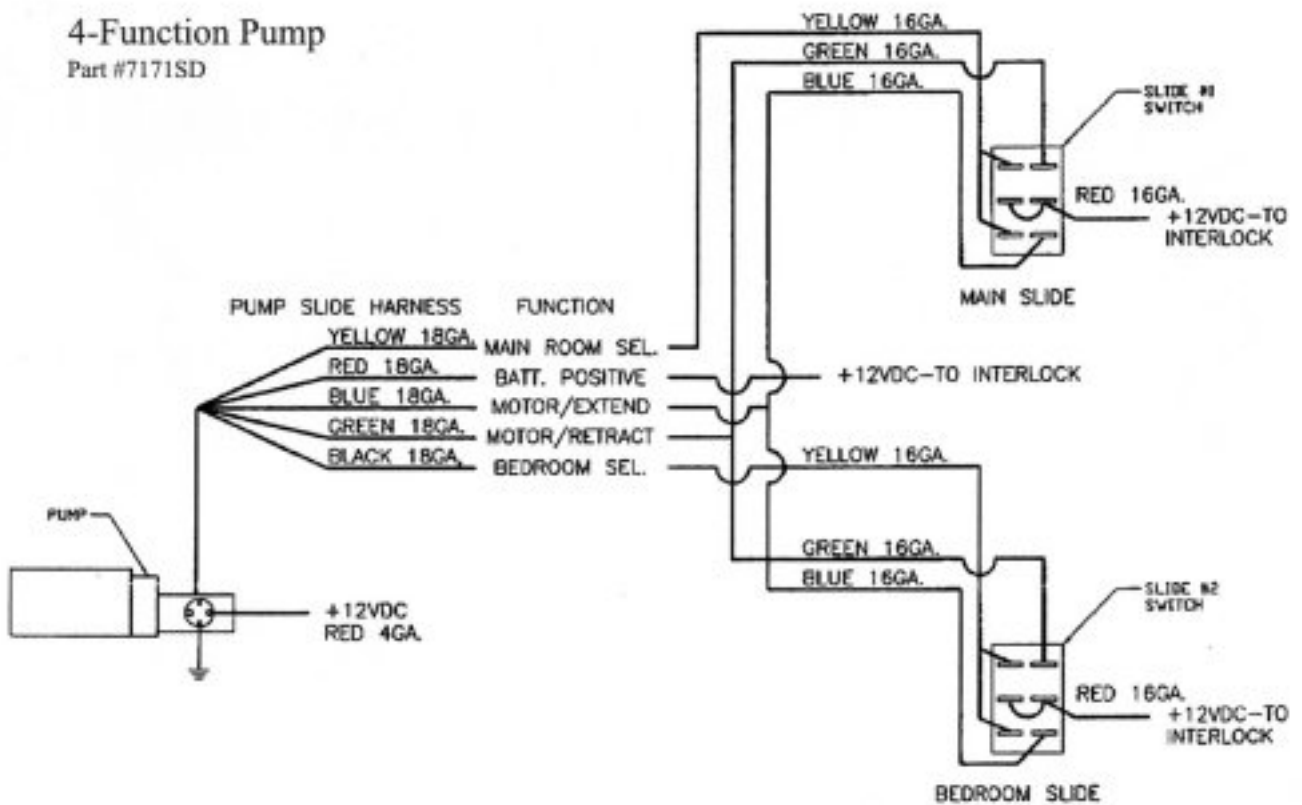 4-Function Pump
Part #7171SD
YELLOW 16GA.
GREEN 16GA.
BLUE 16GA.
SLIDE #1
SWITCH
RED 16GA.
+12VDC-TO
INTERLOCK
MAIN SLIDE
PUMP SLIDE HARNESS FUNCTION
YELLOW 18GA. MAIN ROOM SEL.
RED 18GA. BATT. POSITIVE +12VDC-TO INTERLOCK
BLUE 18GA. MOTOR/EXTEND
GREEN 18GA. MOTOR/RETRACT
BLACK 18GA. BEDROOM SEL. YELLOW 16GA.
PUMP
GREEN 16GA.
BLUE 16GA.
SLIDE #2
SWITCH
+12VDC
RED 4GA.
RED 16GA.
+12VDC-TO
INTERLOCK
BEDROOM SLIDE